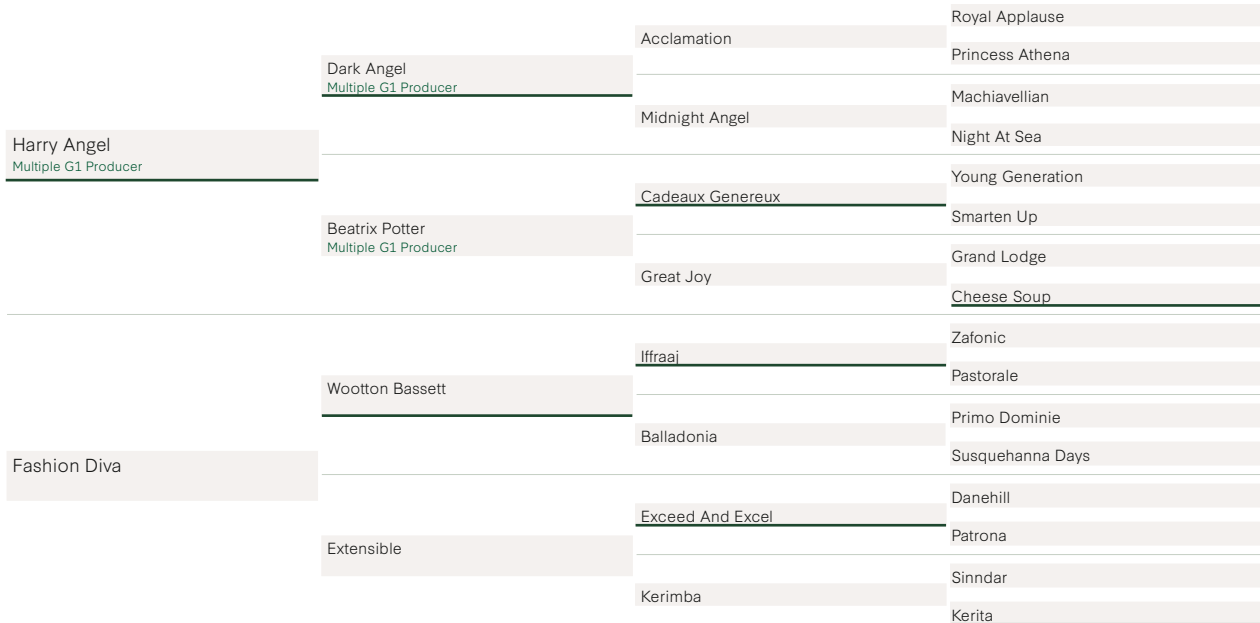 Harry Angel
Multiple G1 Producer
Fashion Diva
Dark Angel
Multiple G1 Producer
Beatrix Potter
Multiple G1 Producer
Wootton Bassett
Extensible
Acclamation
Midnight Angel
Cadeaux Genereux
Great Joy
Iffraaj
Balladonia
Exceed And Excel
Kerimba
Royal Applause
Princess Athena
Machiavellian
Night At Sea
Young Generation
Smarten Up
Grand Lodge
Cheese Soup
Zafonic
Pastorale
Primo Dominie
Susquehanna Days
Danehill
Patrona
Sinndar
Kerita